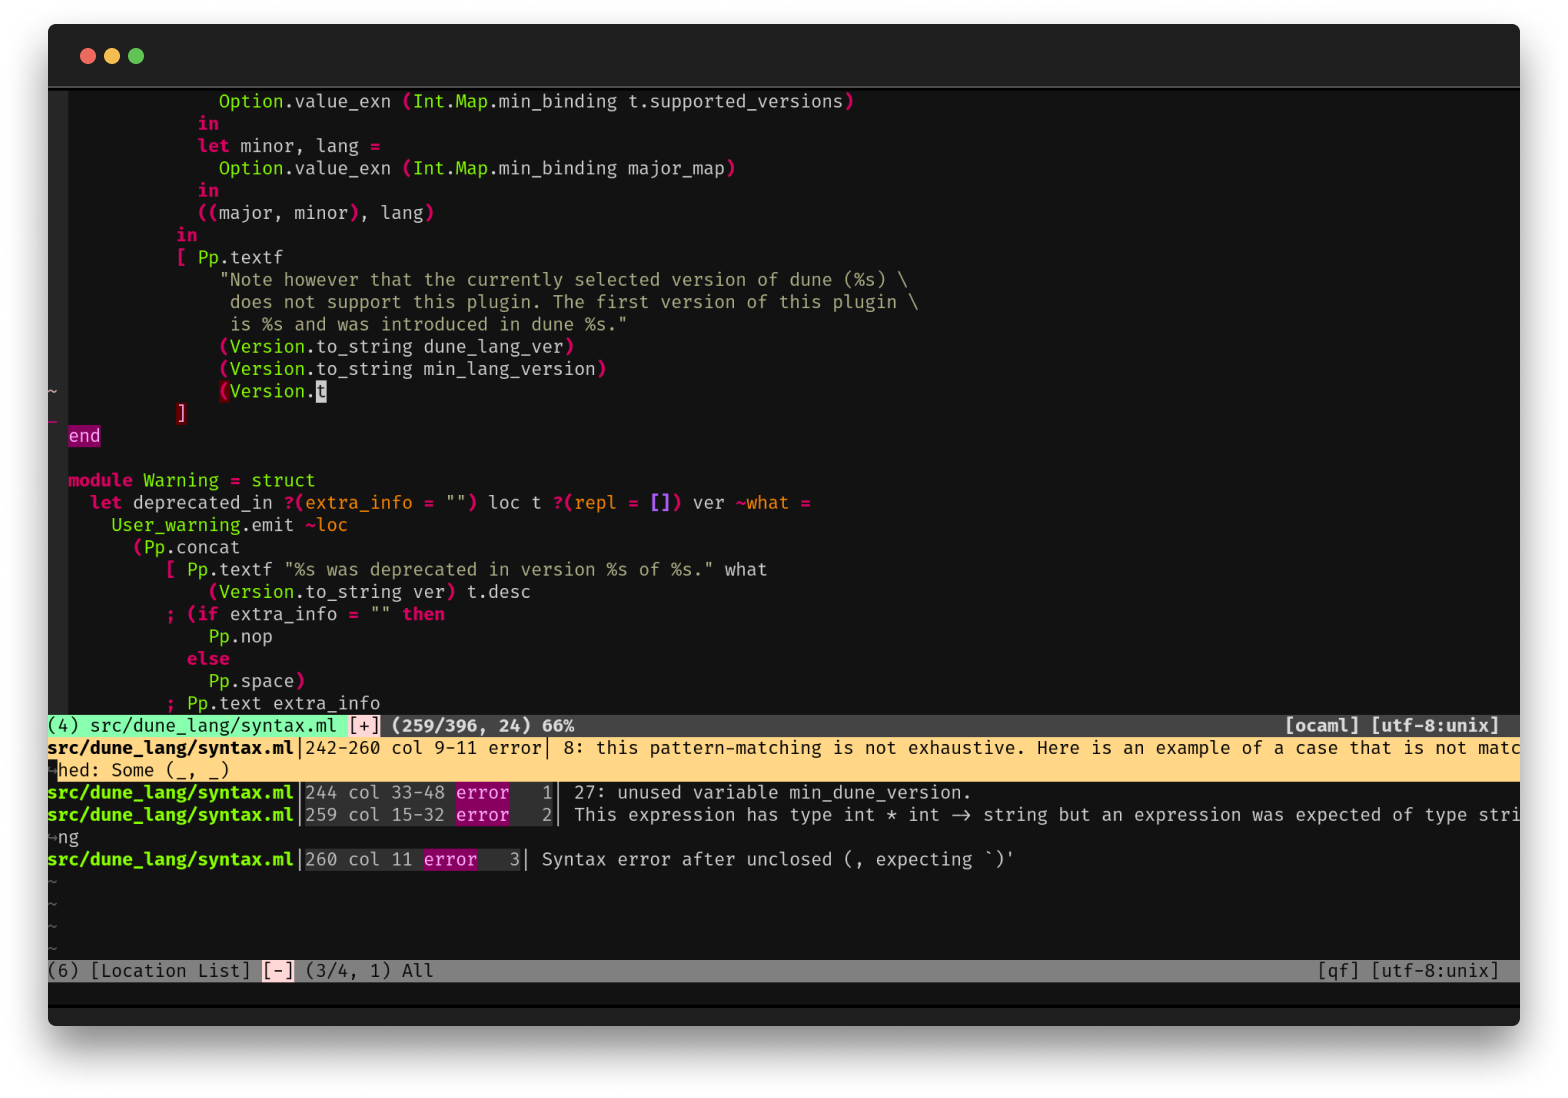 Option.value_exn (Int.Map.min_binding t.supported_versions)
in
let minor, lang =
Option.value_exn (Int.Map.min_binding major_map)
in
((major, minor), lang)
in
[ Pp.textf
"Note however that the currently selected version of dune (%s) \
does not support this plugin. The first version of this plugin \
is %s and was introduced in dune %s."
(Version.to_string dune_lang_ver)
(Version.to_string min_lang_version)
~ (Version.t
_ ]
end
module Warning = struct
let deprecated_in ?(extra_info = "") loc t ?(repl = []) ver ~what =
User_warning.emit ~loc
(Pp.concat
[ Pp.textf "%s was deprecated in version %s of %s." what
(Version.to_string ver) t.desc
; (if extra_info = "" then
Pp.nop
else
Pp.space)
; Pp.text extra_info
(4) src/dune_lang/syntax.ml [+] (259/396, 24) 66% [ocaml] [utf-8:unix]
src/dune_lang/syntax.ml|242-260 col 9-11 error| 8: this pattern-matching is not exhaustive. Here is an example of a case that is not matc
↪hed: Some (_, _)
src/dune_lang/syntax.ml|244 col 33-48 error   1| 27: unused variable min_dune_version.
src/dune_lang/syntax.ml|259 col 15-32 error   2| This expression has type int * int -> string but an expression was expected of type stri
↪ng
src/dune_lang/syntax.ml|260 col 11 error   3| Syntax error after unclosed (, expecting `)'
~
~
~
~
(6) [Location List] [-] (3/4, 1) All [qf] [utf-8:unix]